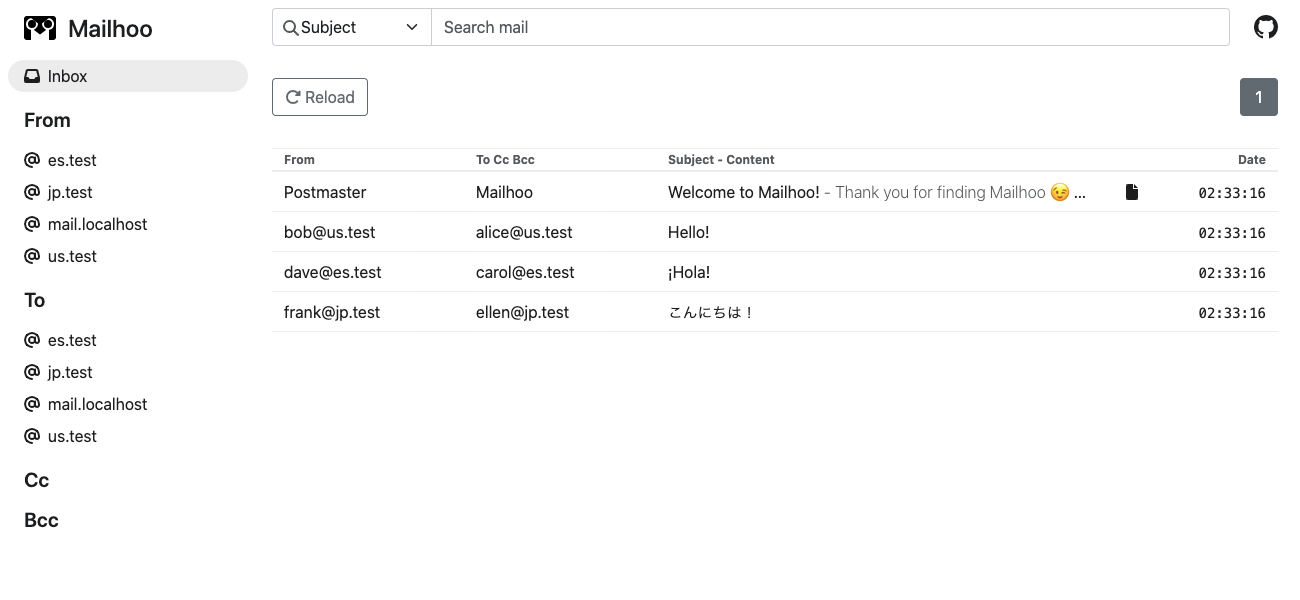 Mailhoo
Subject
Search mail
Inbox
Reload
1
From
es.test
jp.test
mail.localhost
us.test
To
es.test
jp.test
mail.localhost
us.test
Cc
Bcc
From To Cc Bcc Subject - Content Date
Postmaster Mailhoo Welcome to Mailhoo! - Thank you for finding Mailhoo 😉 ... 02:33:16
bob@us.test alice@us.test Hello! 02:33:16
dave@es.test carol@es.test ¡Hola! 02:33:16
frank@jp.test ellen@jp.test こんにちは！ 02:33:16